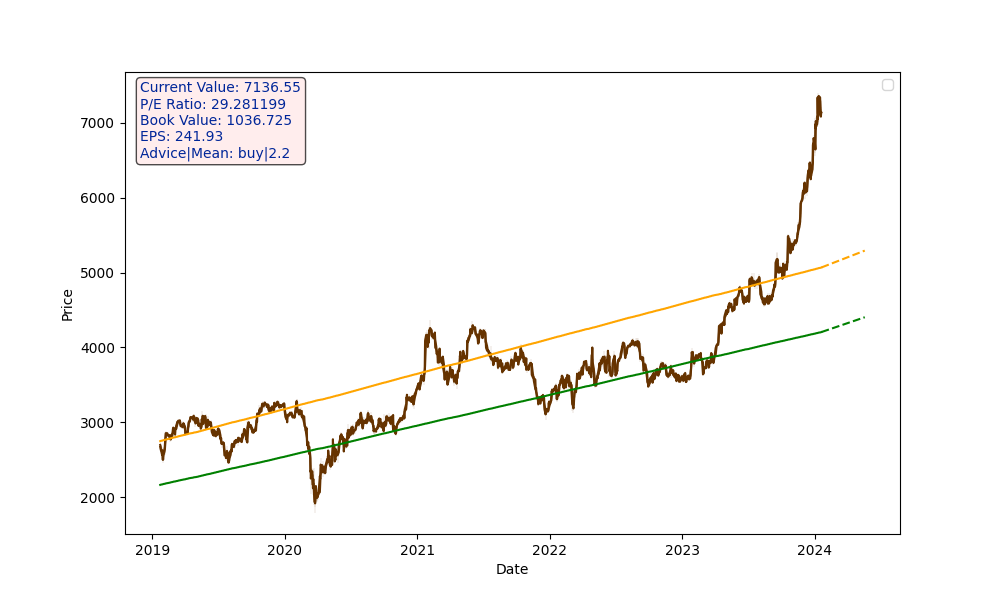 Current Value: 7136.55
P/E Ratio: 29.281199
Book Value: 1036.725
EPS: 241.93
Advice|Mean: buy|2.2
7000
6000
5000
4000
3000
2000
Price
2019 2020 2021 2022 2023 2024
Date